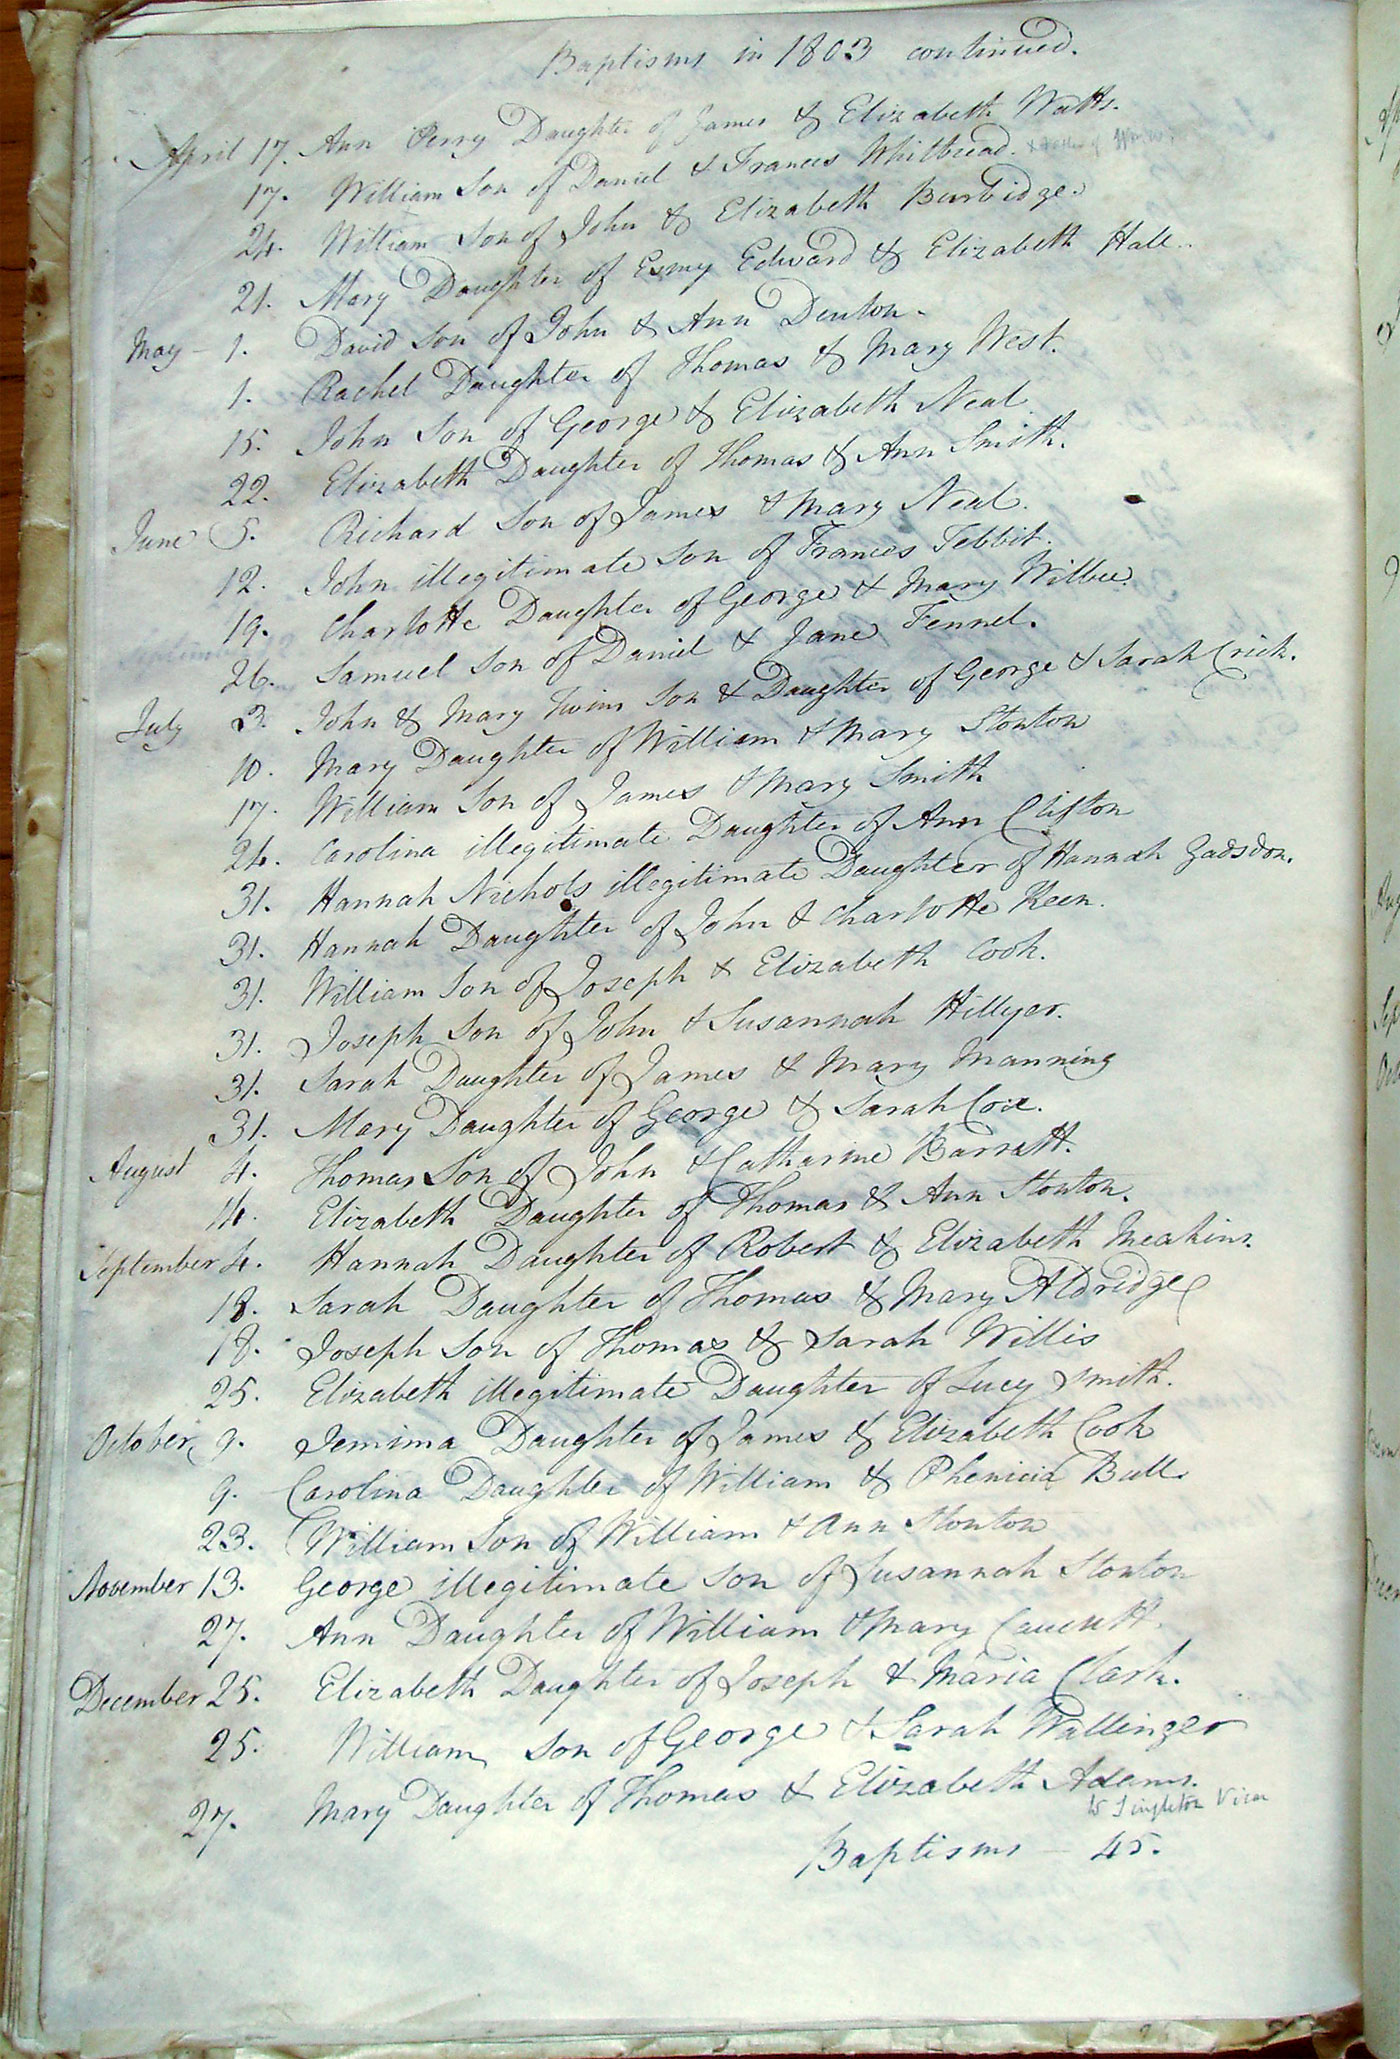 Baptisms in 1803 continued.
April 17. Ann Perry Daughter of James & Elizabeth Watts.
17. William Son of Daniel & Frances Whitbread.
24. William Son of John & Elizabeth Burbidge.
21. Mary Daughter of Esmy Edward & Elizabeth Hall.
May - 1. David Son of John & Ann Denton.
1. Rachel Daughter of Thomas & Mary West.
15. John Son of George & Elizabeth Neal
22. Elizabeth Daughter of Thomas & Ann Smith.
June 5. Richard Son of James & Mary Neal.
12. John illegitimate Son of Frances Tebbit.
19. Charlotte Daughter of George & Mary
26. Samuel Son of Daniel & Jane Fennel.
July 3. John & Mary Twins Son & Daughter of George & Sarah Crick.
10. Mary Daughter of William & Mary Stonton
17. William Son of James & Mary Smith
24. Carolina illegitimate Daughter of Ann Clifton
31. Hannah Nichols illegitimate Daughter of Hannah Gadsdon.
31. Hannah Daughter of John & Charlotte Keen.
31. William Son of Joseph & Elizabeth Cook.
31. Joseph Son of John & Susannah Hillyer.
31. Sarah Daughter of James & Mary Manning
31. Mary Daughter of George & Sarah Cox.
August 4. Thomas Son of John & Catharine Barratt.
14. Elizabeth Daughter of Thomas & Ann Stonton.
September 4. Hannah Daughter of Robert & Elizabeth Meakins.
18. Sarah Daughter of Thomas & Mary Aldridge
18. Joseph Son of Thomas & Sarah Willis
25. Elizabeth illegitimate Daughter of Lucy Smith.
October 9. Jemima Daughter of James & Elizabeth Cook
9. Carolina Daughter of William & Phenicia Bull
23. William Son of William & Ann Stonton
November 13. George illegitimate Son of Susannah Stonton
27. Ann Daughter of William & Mary
December 25. Elizabeth Daughter of Joseph & Maria Clark.
25. William Son of George & Sarah Wallinger
27. Mary Daughter of Thomas & Elizabeth Adams.
W Singleton Vicar
Baptisms - 45.